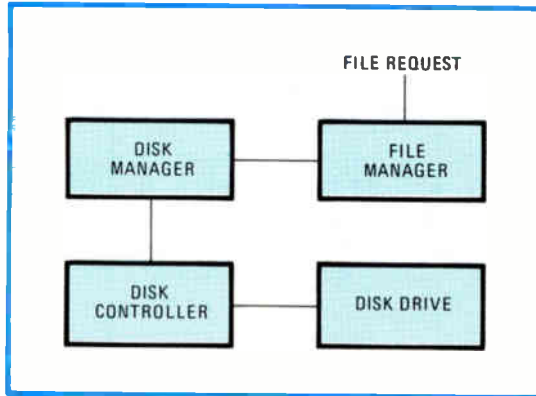 FILE REQUEST
DISK
MANAGER
FILE
MANAGER
DISK
CONTROLLER
DISK DRIVE